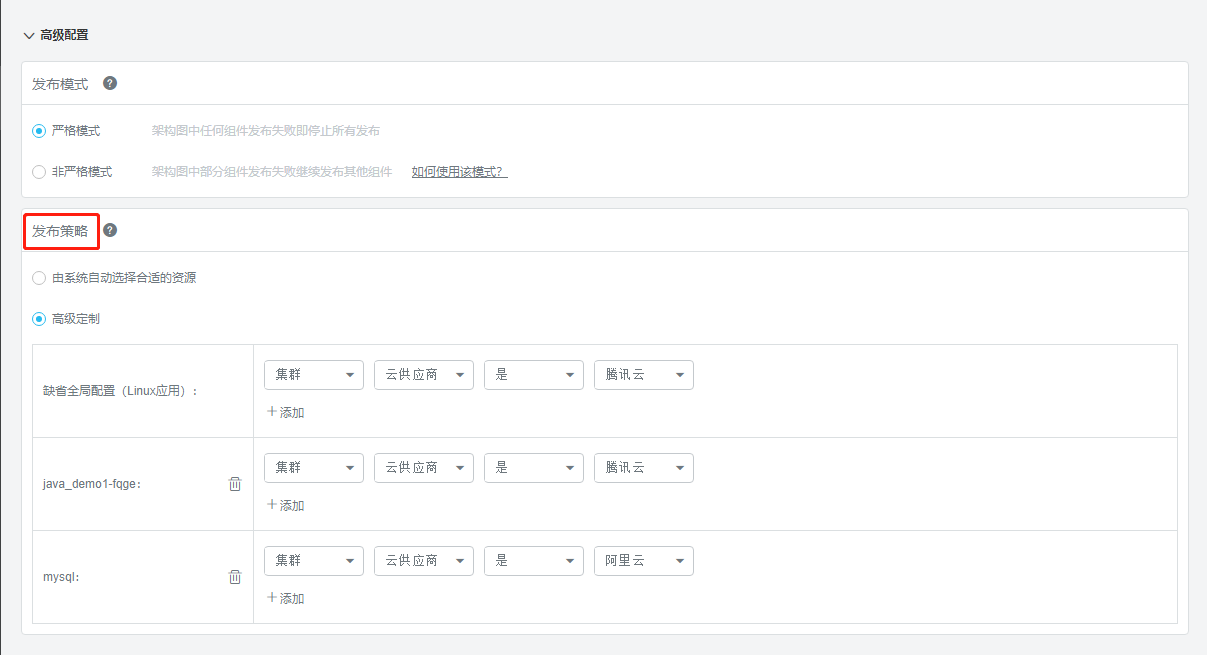 高级配置
发布模式 ?
严格模式 架构图中任何组件发布失败即停止所有发布
非严格模式 架构图中部分组件发布失败继续发布其他组件 如何使用该模式?
发布策略 ?
由系统自动选择合适的资源
高级定制
缺省全局配置（Linux应用）： 集群 云供应商 是 腾讯云
+添加
java_demo1-fqge: 集群 云供应商 是 腾讯云
+添加
mysql: 集群 云供应商 是 阿里云
+添加